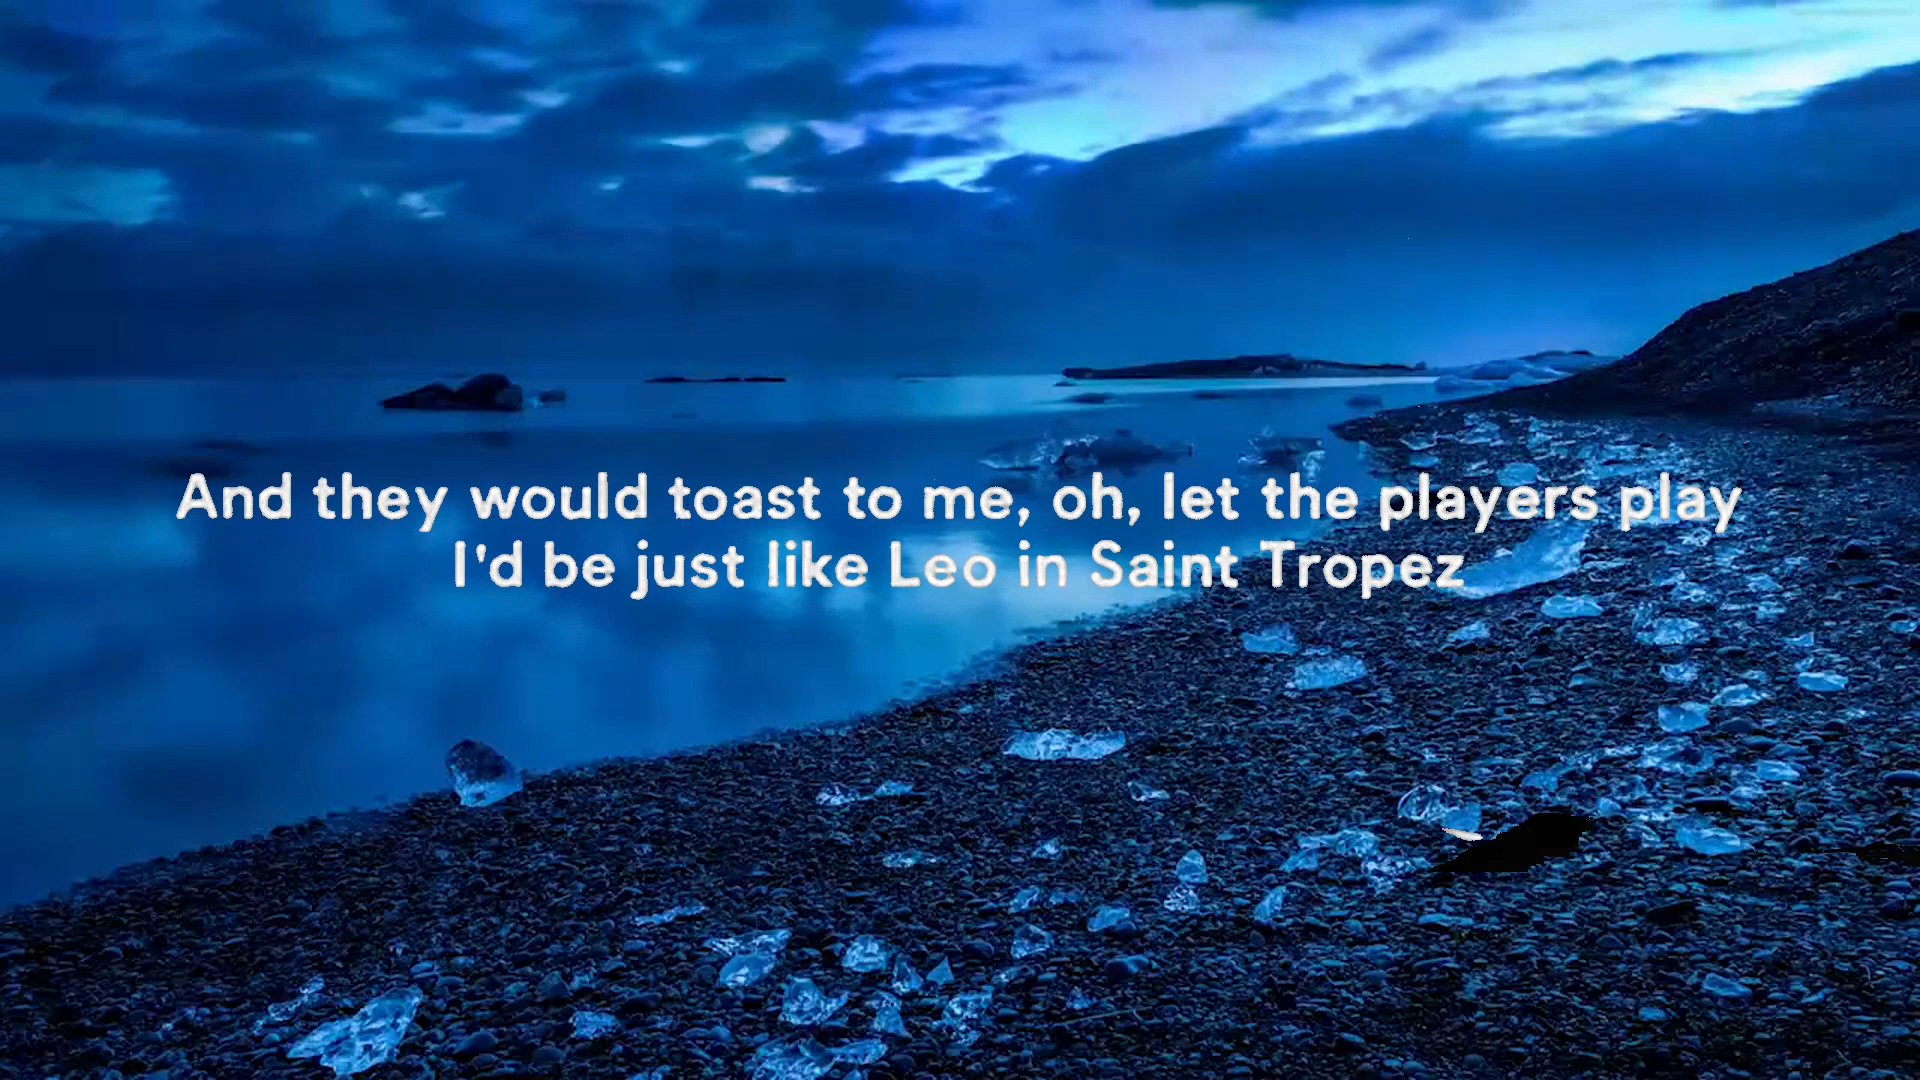 And they would toast to me, oh, let the players play
I'd be just like Leo in Saint Tropez